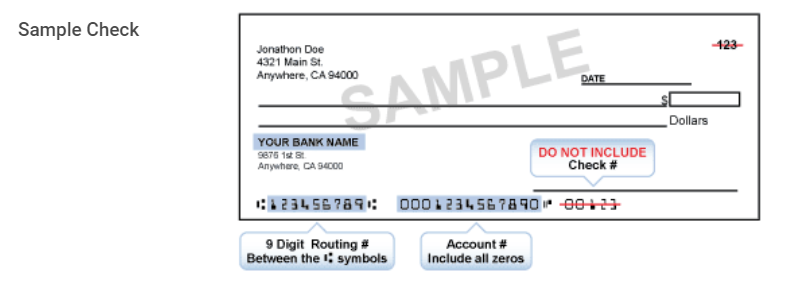 Sample Check
Jonathon Doe
4321 Main St.
Anywhere, CA 94000
123
SAMPLE
DATE
$
Dollars
YOUR BANK NAME
9876 1st St.
Anywhere, CA 94000
DO NOT INCLUDE
Check #
⑆123456789⑆ 0001234567890⑈ 00123
9 Digit Routing #
Between the ⑆ symbols
Account #
Include all zeros